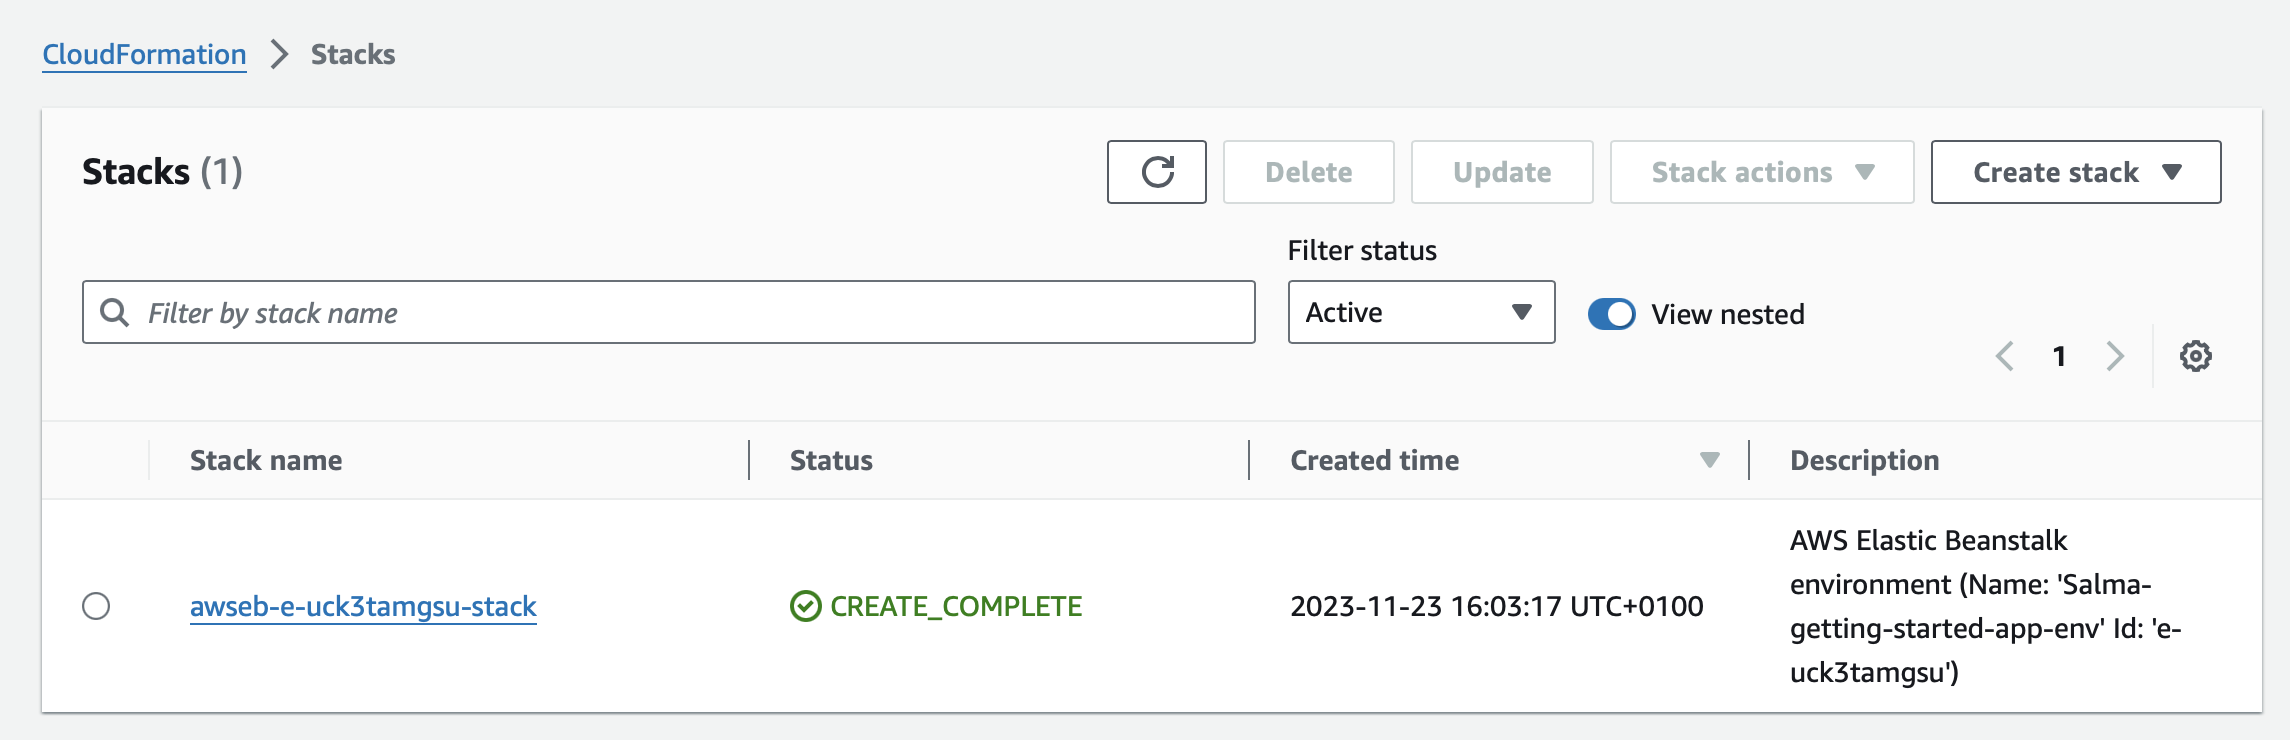 CloudFormation > Stacks
Stacks (1)
Delete
Update
Stack actions
Create stack
Filter status
Filter by stack name
Active
View nested
1
Stack name
Status
Created time
Description
awseb-e-uck3tamgsu-stack
CREATE_COMPLETE
2023-11-23 16:03:17 UTC+0100
AWS Elastic Beanstalk
environment (Name: 'Salma-
getting-started-app-env' Id: 'e-
uck3tamgsu')